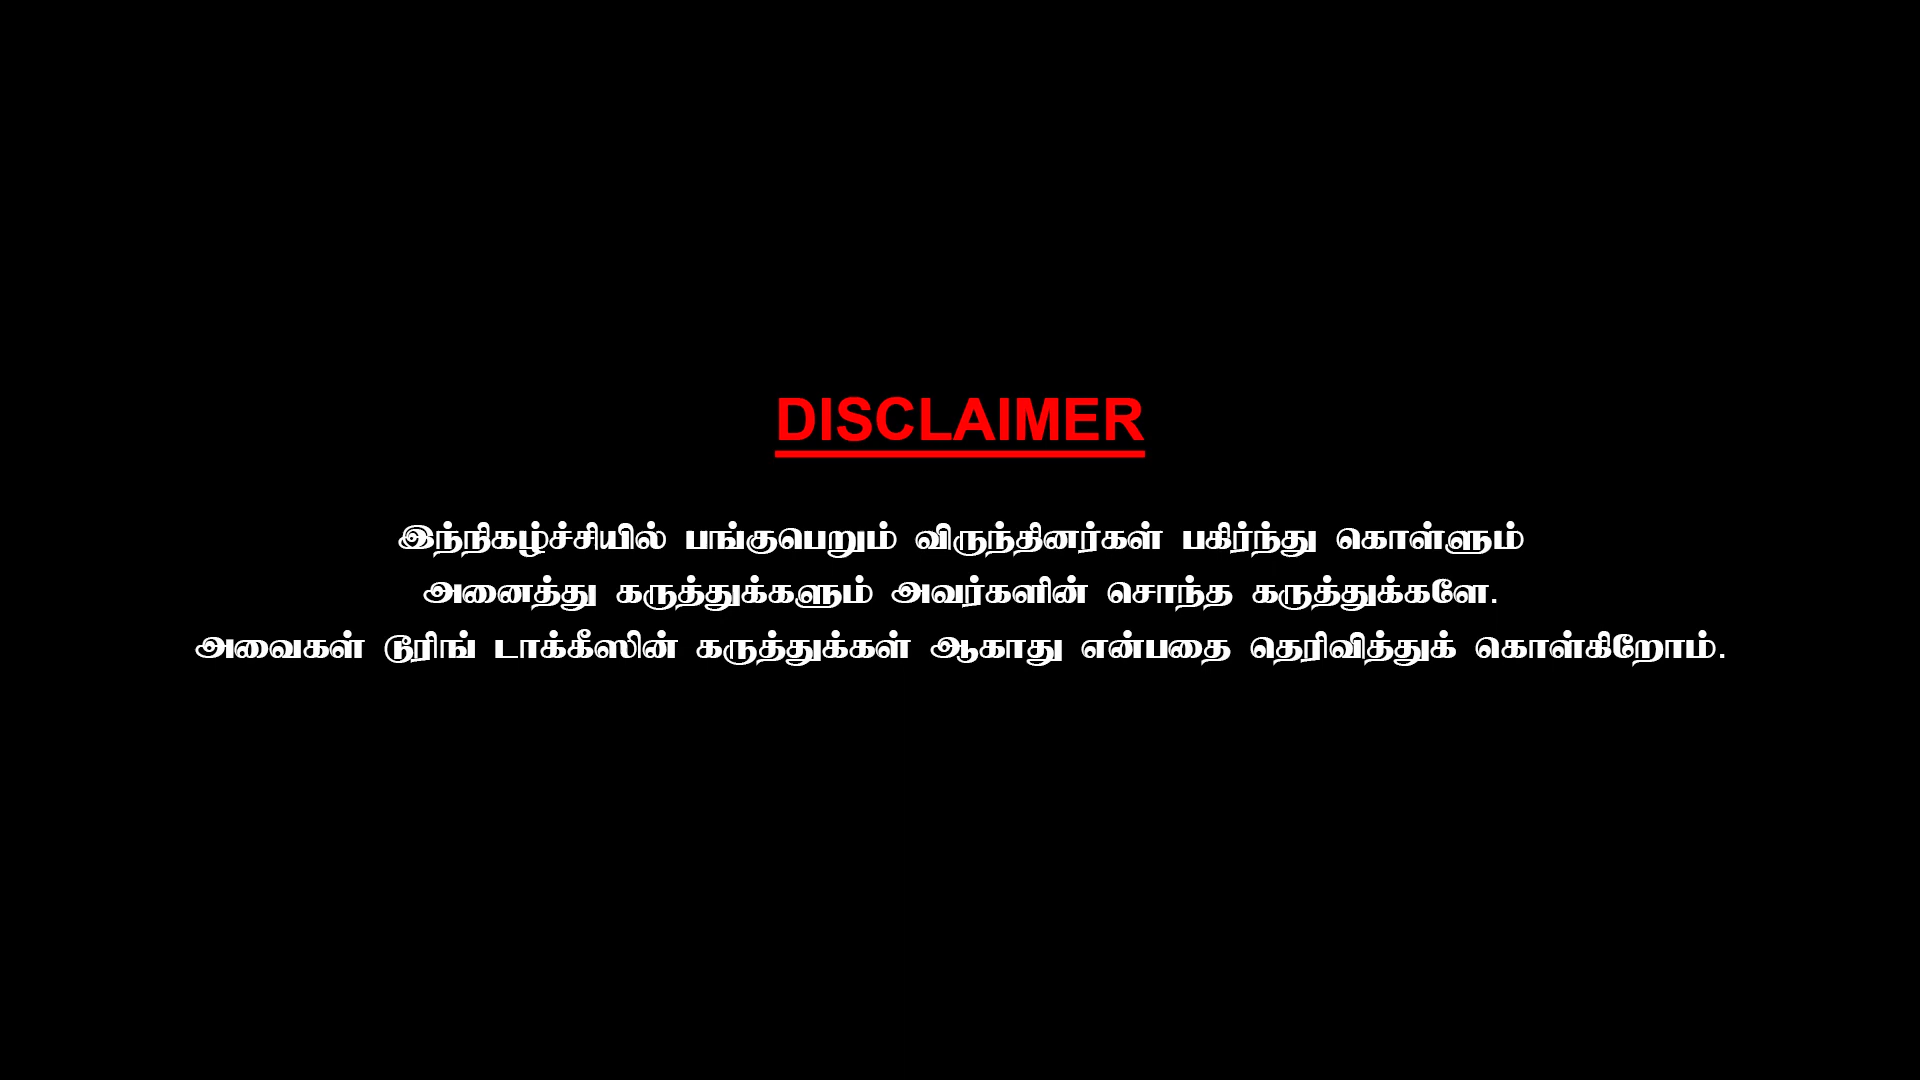 DISCLAIMER
இந்நிகழ்ச்சியில் பங்குபெறும் விருந்தினர்கள் பகிர்ந்து கொள்ளும்
அனைத்து கருத்துக்களும் அவர்களின் சொந்த கருத்துக்களே.
அவைகள் டூரிங் டாக்கீஸின் கருத்துக்கள் ஆகாது என்பதை தெரிவித்துக் கொள்கிறோம்.